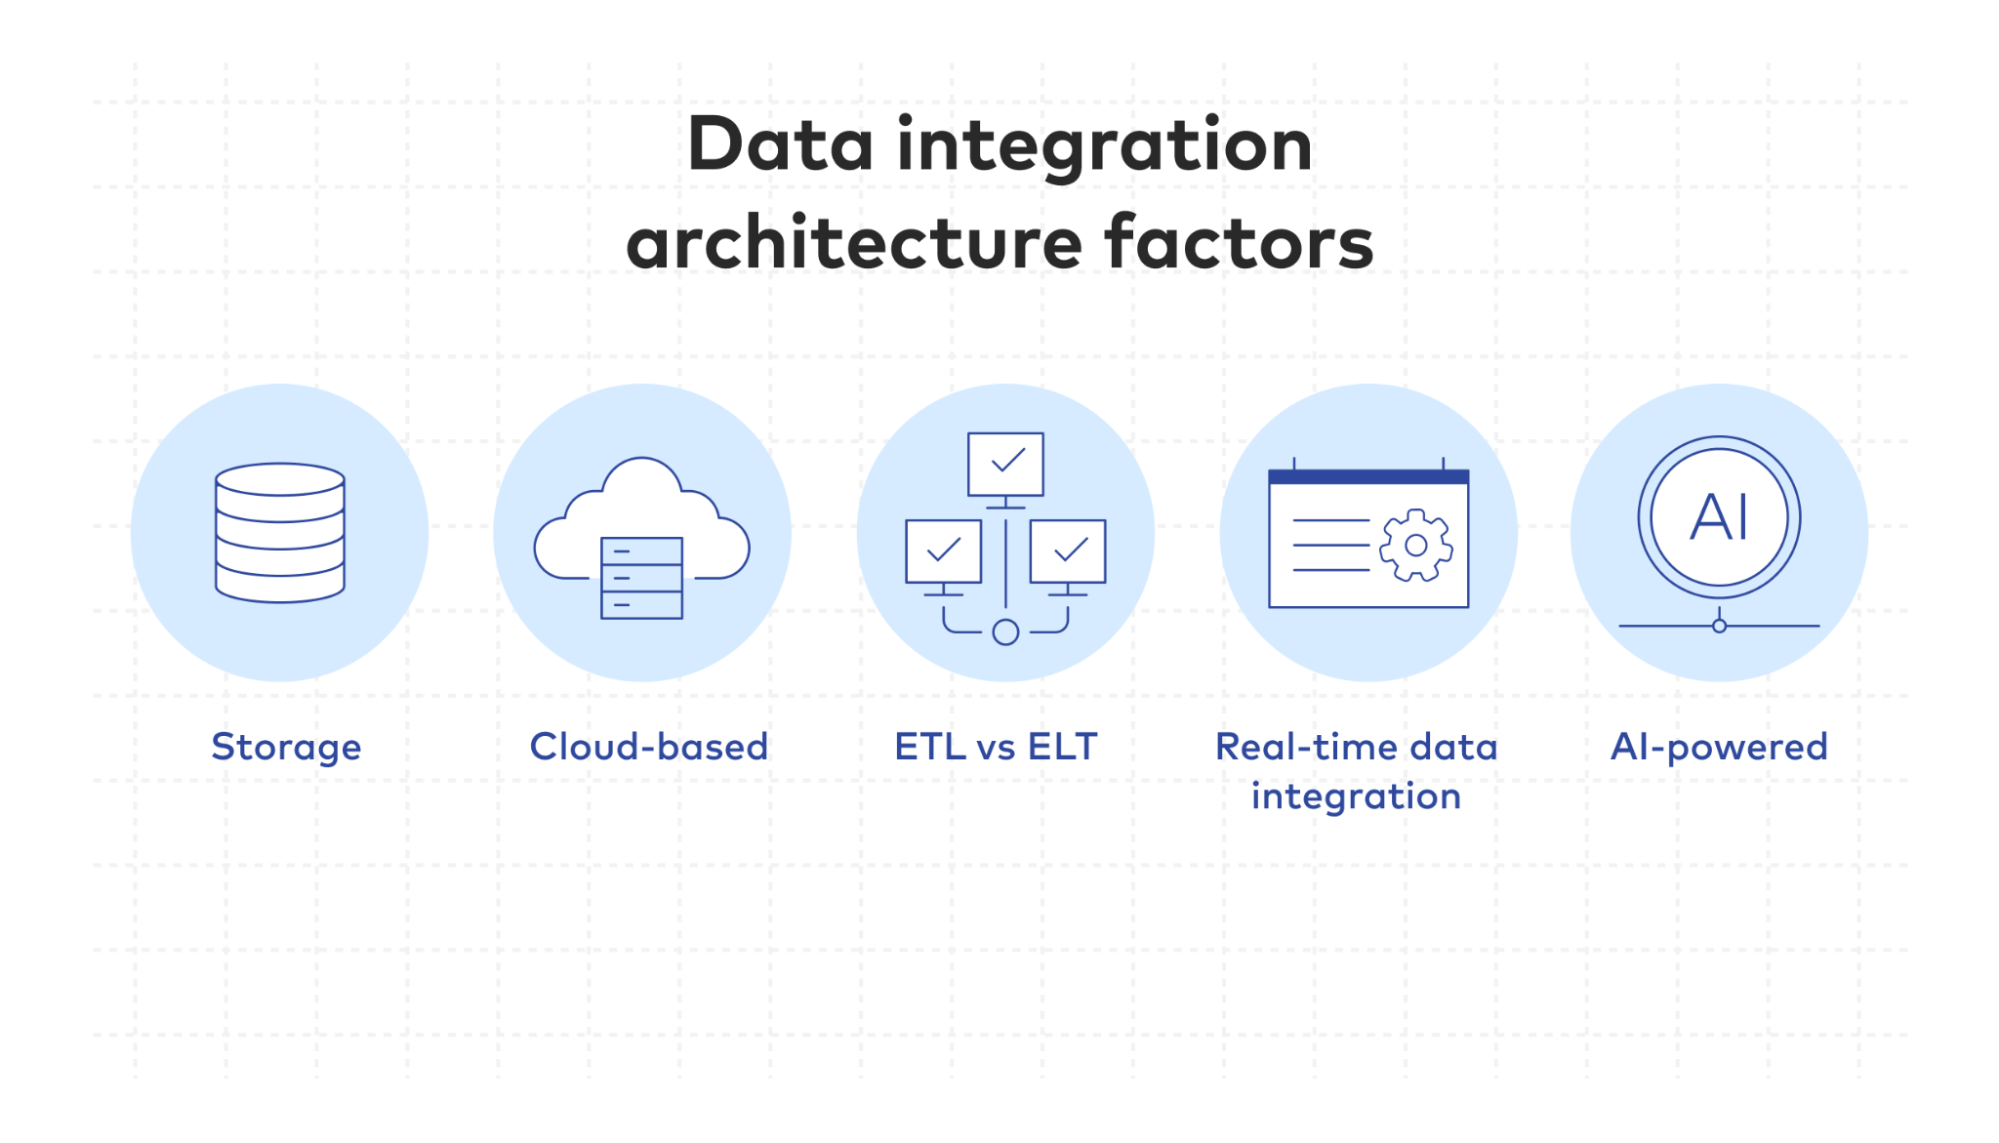 Data integration
architecture factors
AI
Storage
Cloud-based
ETL vs ELT
Real-time data
integration
AI-powered